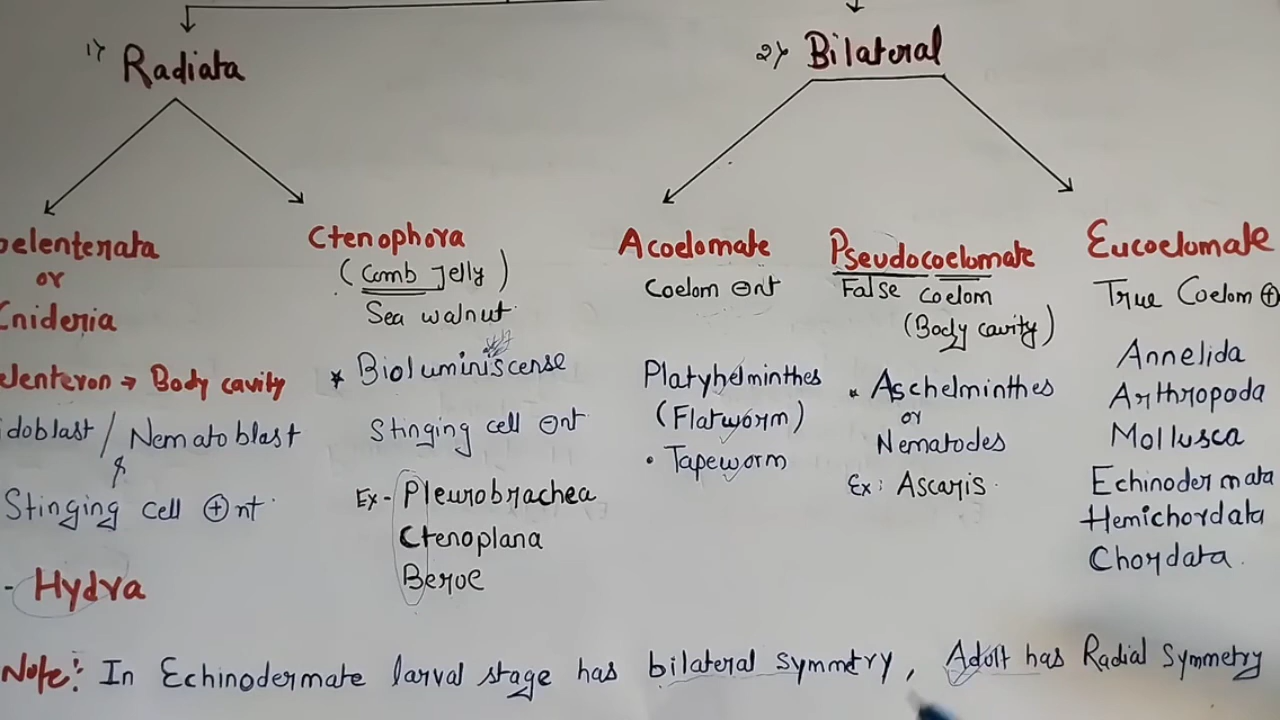 1) Radiata
2) Bilateral
oelenterata
or
Cnideria
elenteron → Body cavity
idoblast / Nematoblast
Stinging cell ⊕nt
- Hydra
Ctenophora
(Comb Jelly)
Sea walnut
* Bioluminiscense
Stinging cell ⊖nt
Ex- Pleurobrachea
Ctenoplana
Beroe
Acoelomate
Coelom ⊖nt
Platyhelminthes
(Flatworm)
• Tapeworm
Pseudocoelomate
False coelom
(Body cavity)
• Aschelminthes
or
Nematodes
Ex: Ascaris
Eucoelomate
True Coelom ⊕
Annelida
Arthropoda
Mollusca
Echinodermata
Hemichordata
Chordata.
Note: In Echinodermate larval stage has bilateral symmetry, Adult has Radial Symmetry